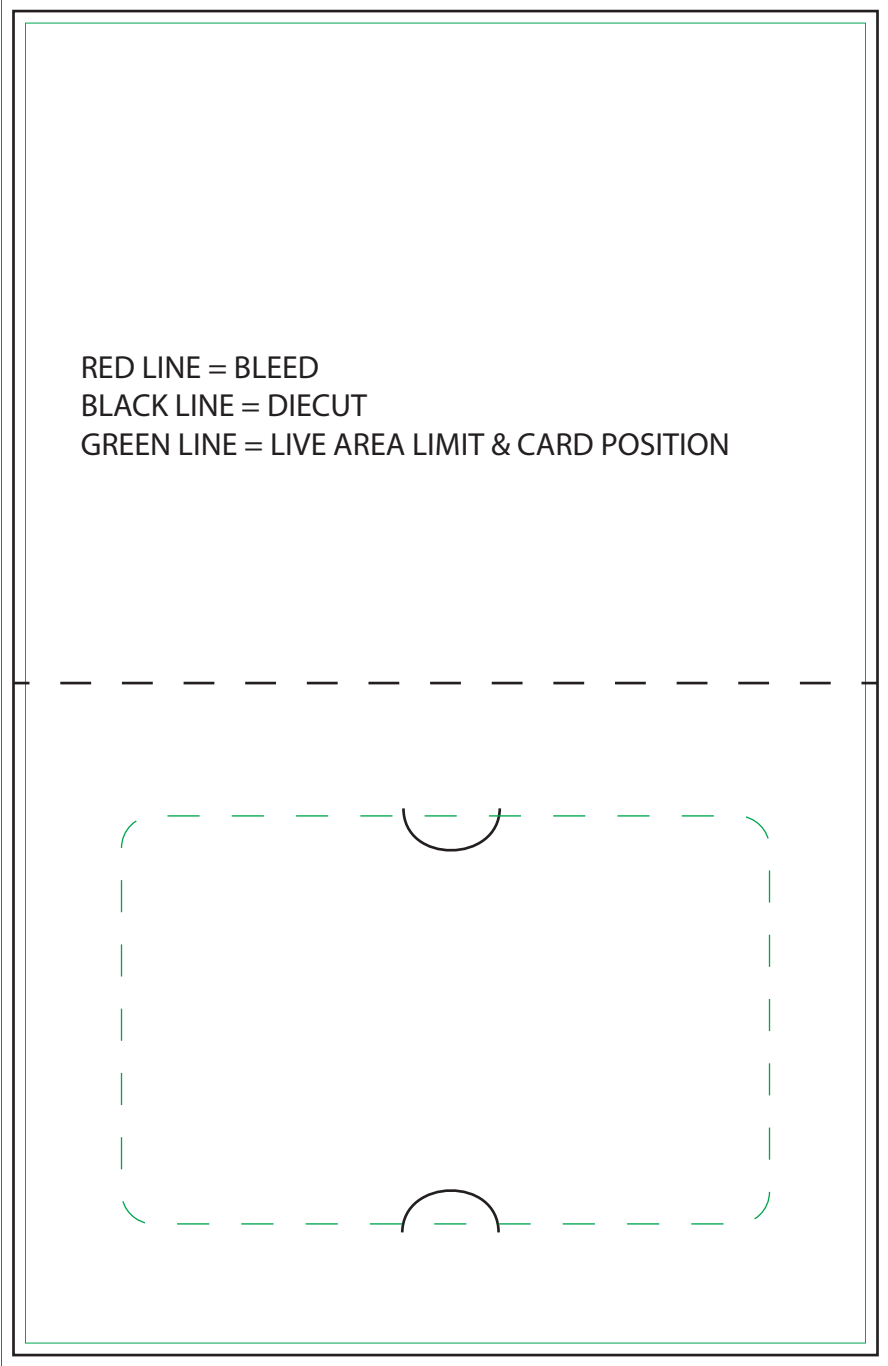 RED LINE = BLEED
BLACK LINE = DIECUT
GREEN LINE = LIVE AREA LIMIT & CARD POSITION